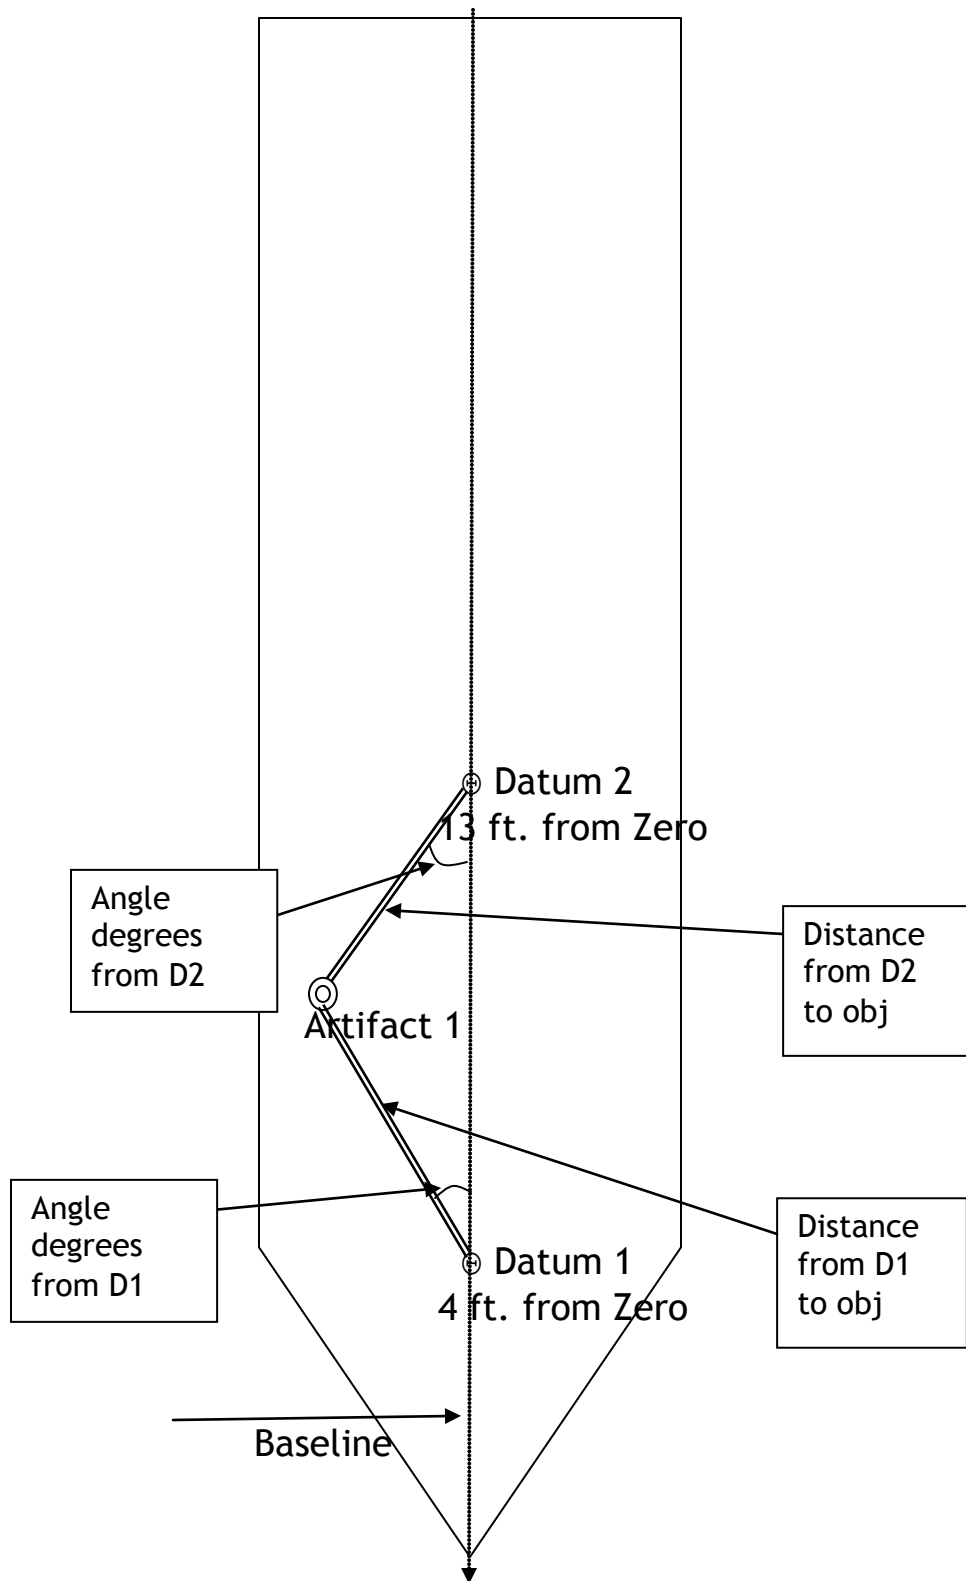 Datum 2
13 ft. from Zero
Angle
degrees
from D2
Distance
from D2
to obj
Artifact 1
Angle
degrees
from D1
Distance
from D1
to obj
Datum 1
4 ft. from Zero
Baseline